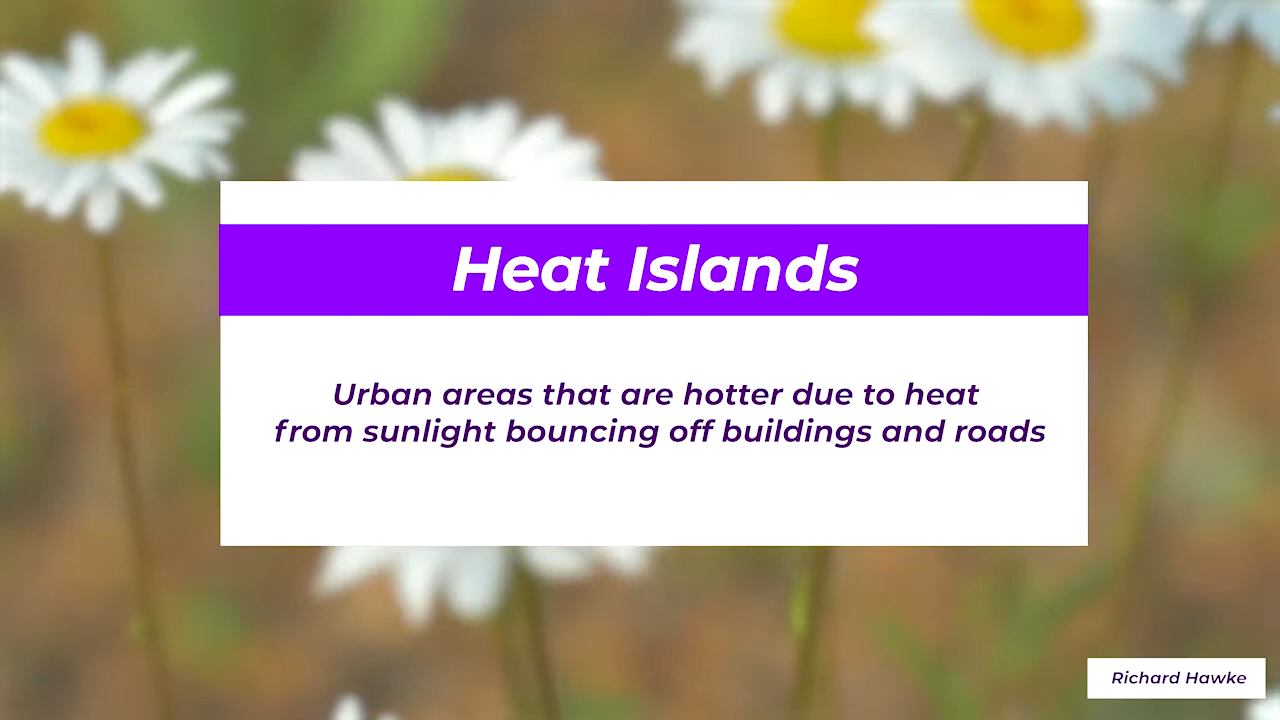 Heat Islands
Urban areas that are hotter due to heat
from sunlight bouncing off buildings and roads
Richard Hawke